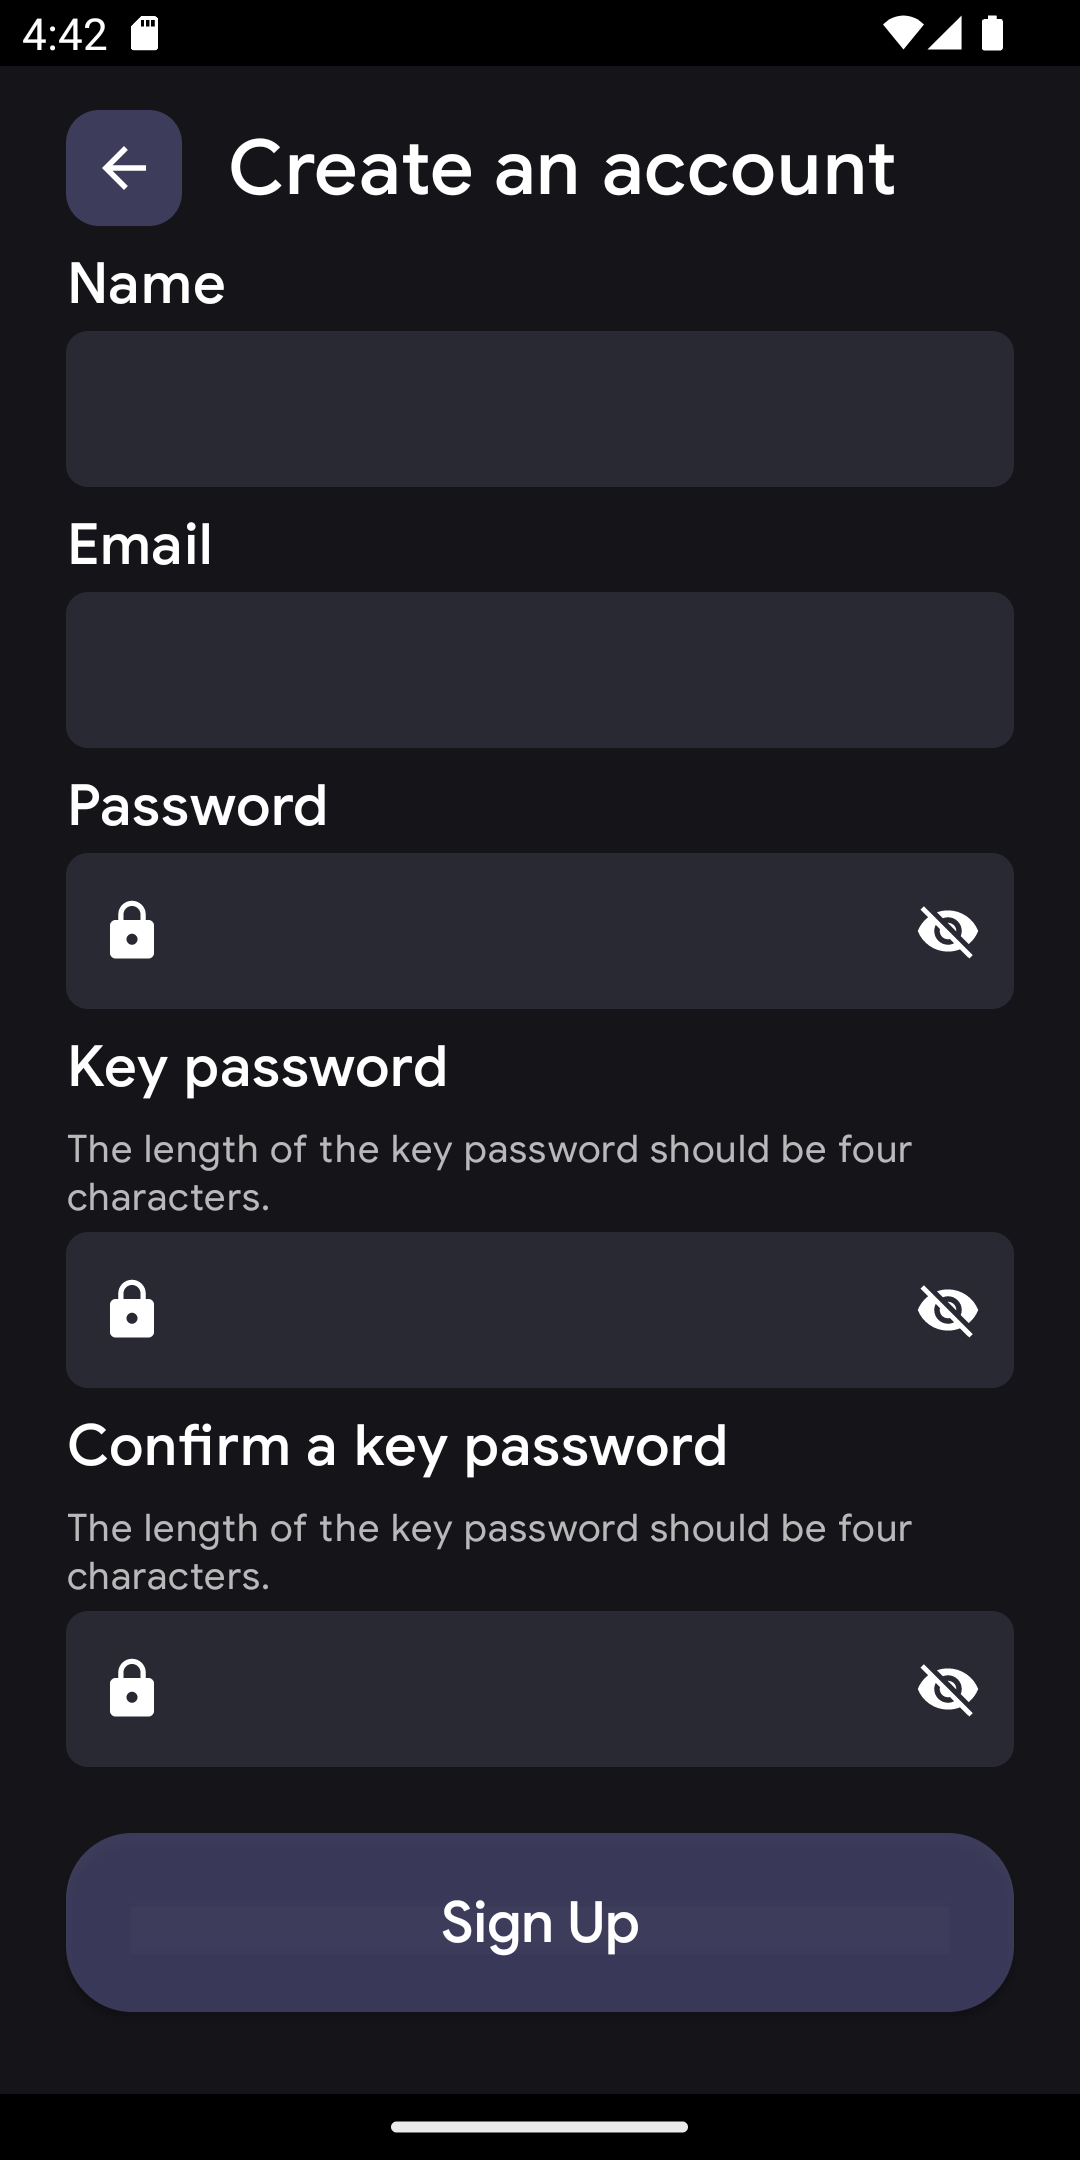 4:42
Create an account
Name
Email
Password
Key password
The length of the key password should be four
characters.
Confirm a key password
The length of the key password should be four
characters.
Sign Up